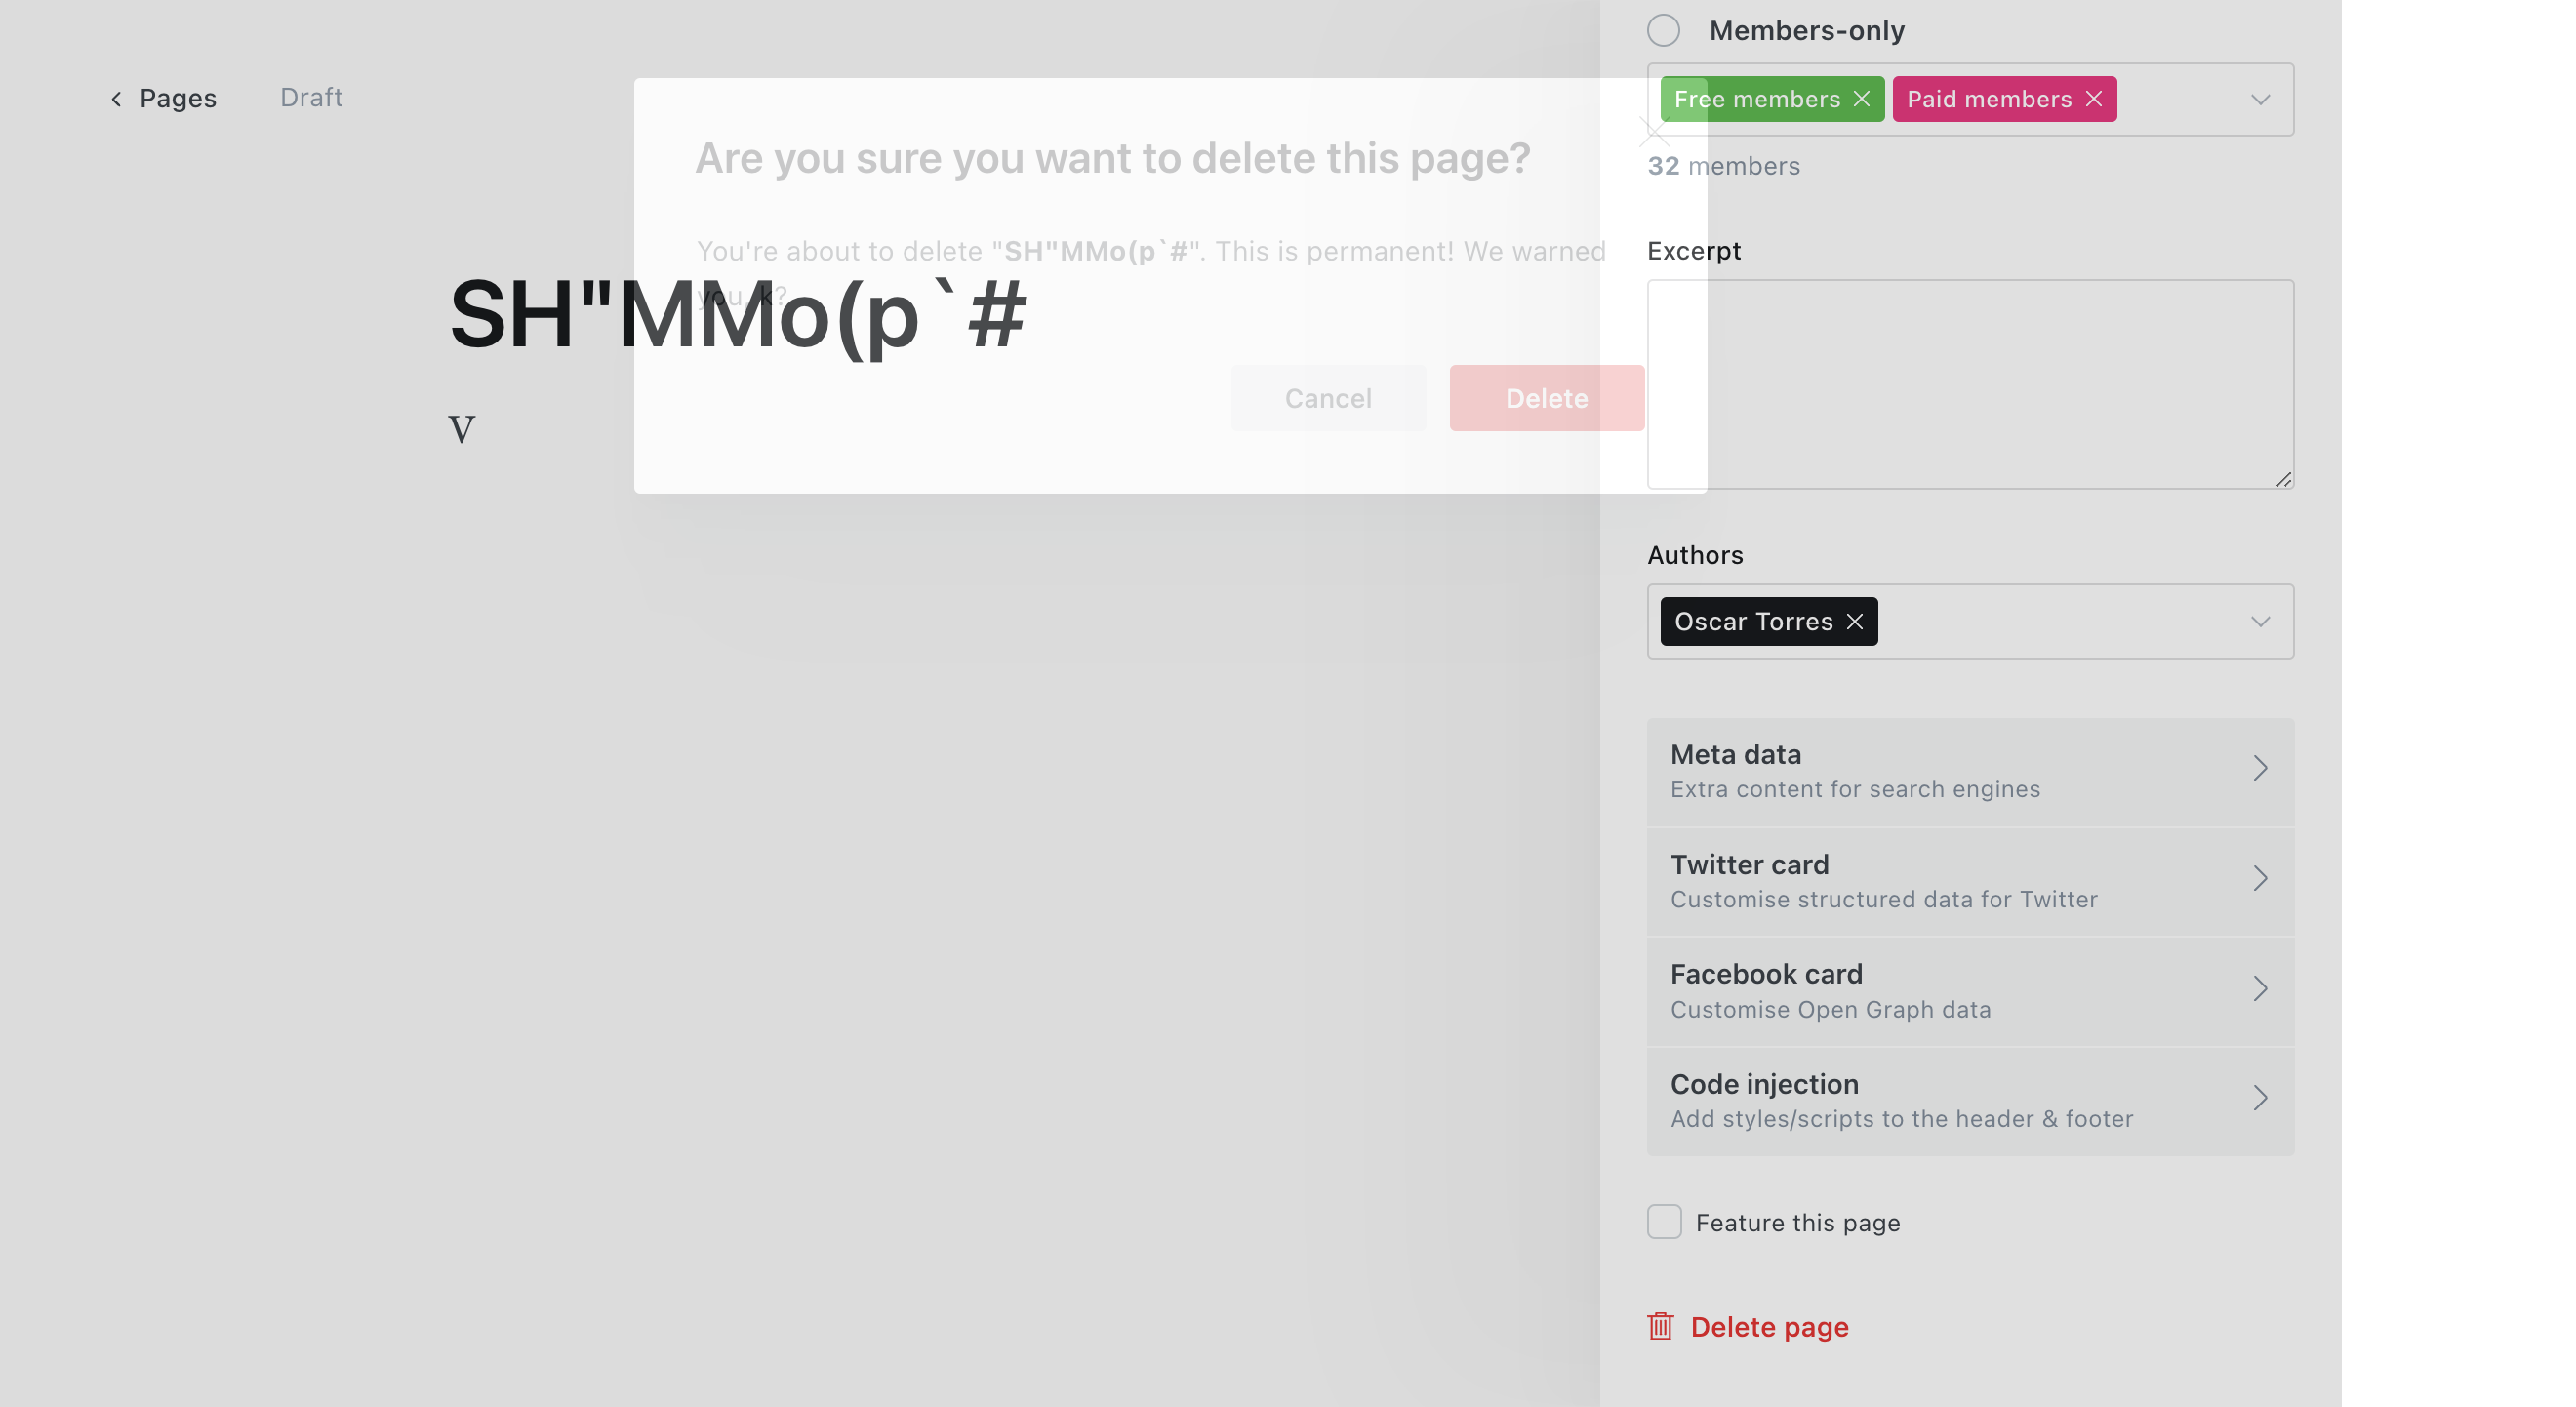 Pages
Draft
Are you sure you want to delete this page?
You're about to delete "SH"MMo(p`#". This is permanent! We warned
you, k?
Cancel
Delete
SH"MMo(p`#
V
Members-only
Free members
Paid members
32 members
Excerpt
Authors
Oscar Torres
Meta data
Extra content for search engines
Twitter card
Customise structured data for Twitter
Facebook card
Customise Open Graph data
Code injection
Add styles/scripts to the header & footer
Feature this page
Delete page